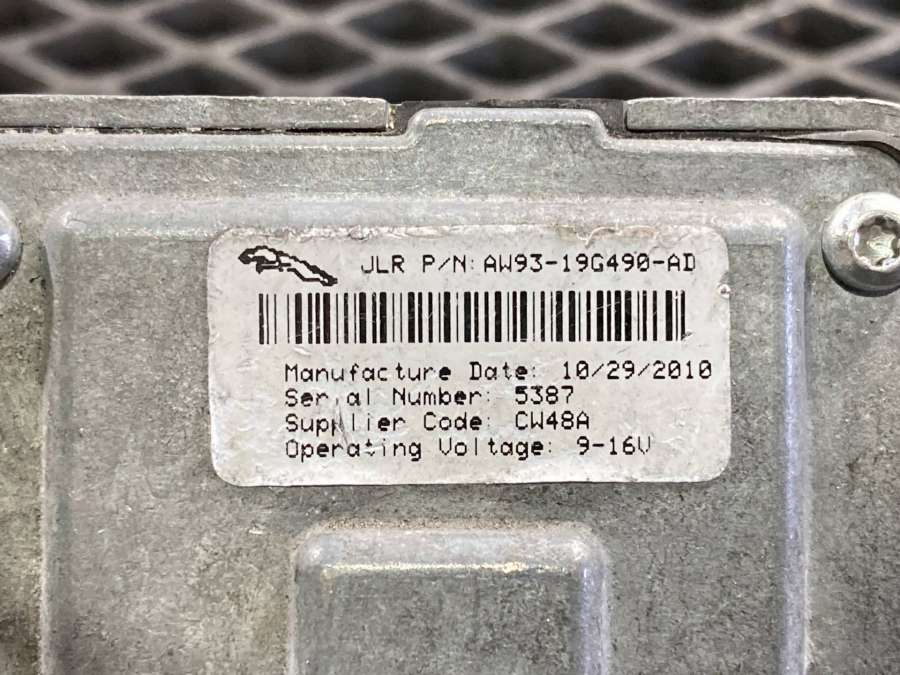 JLR P/N: AW93-19G490-AD
Manufacture Date: 10/29/2010
Serial Number: 5387
Supplier Code: CW48A
Operating Voltage: 9-16V